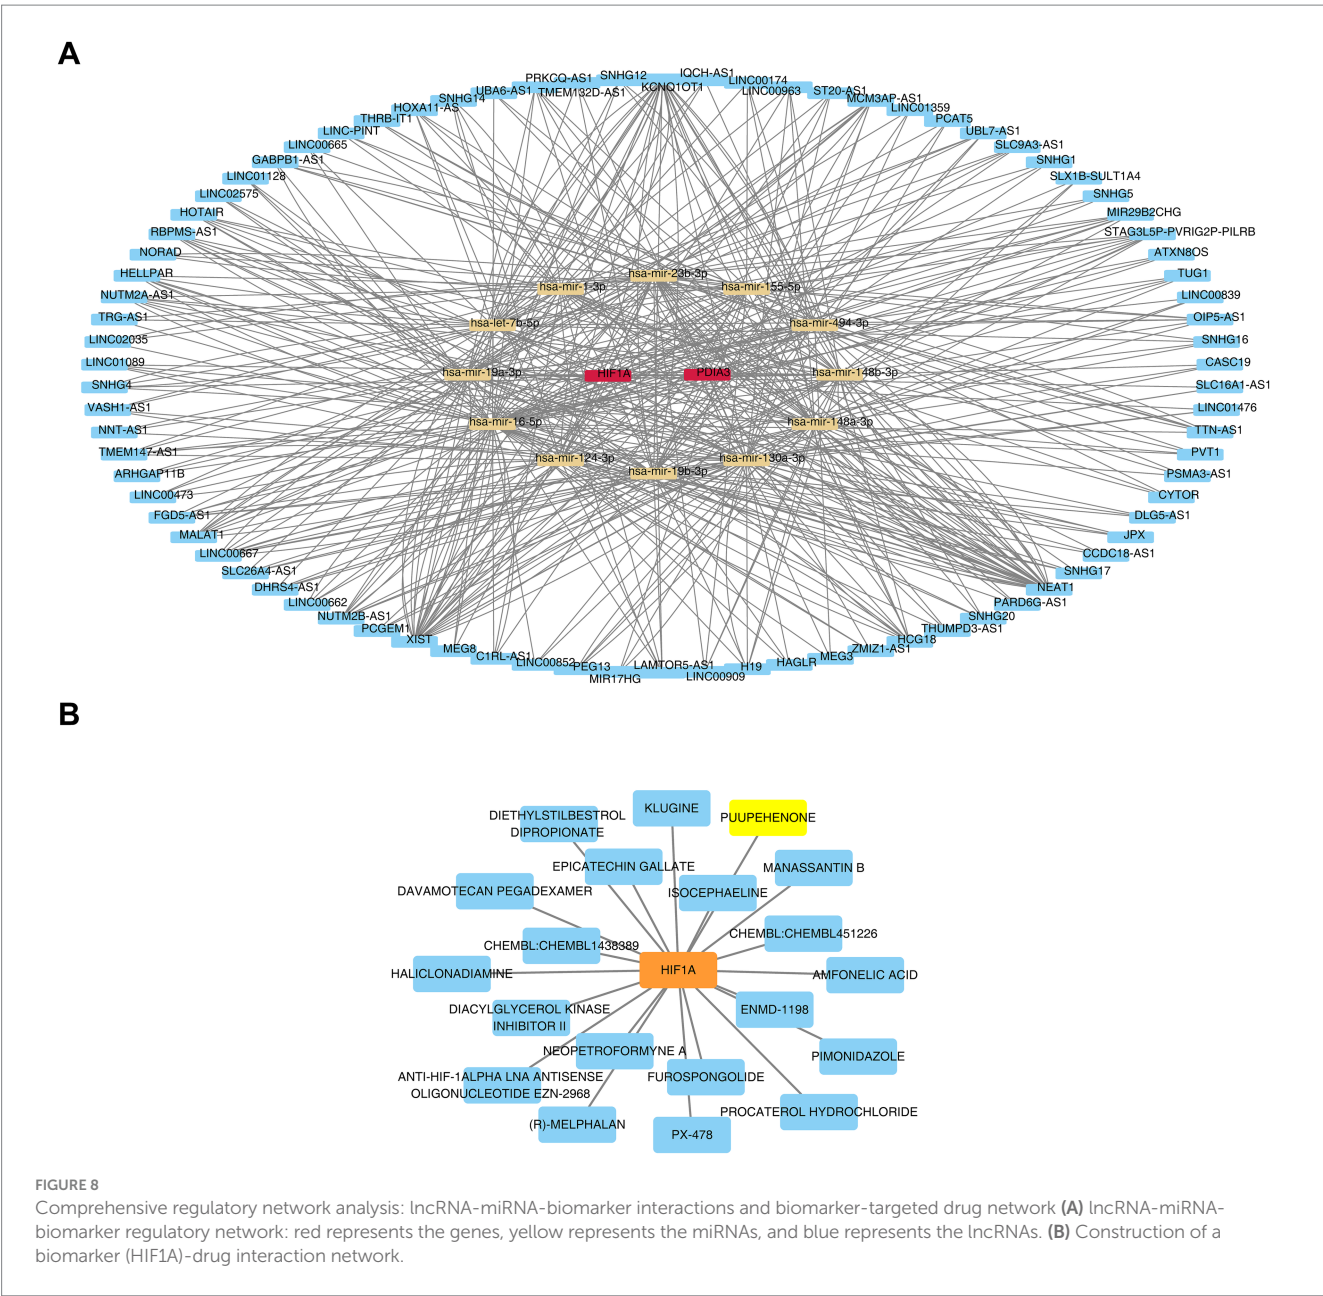 A
PRKCQ-AS1
SNHG12
IQCH-AS1
KCNQ1OT1
LINC00174
UBA6-AS1
TMEM132D-AS1
LINC00963
ST20-AS1
SNHG14
MCM3AP-AS1
HOXA11-AS
LINC01359
THRB-IT1
PCAT5
LINC-PINT
UBL7-AS1
LINC00665
SLC9A3-AS1
GABPB1-AS1
SNHG1
LINC01128
SLX1B-SULT1A4
LINC02575
SNHG5
HOTAIR
MIR29B2CHG
RBPMS-AS1
STAG3L5P-PVRIG2P-PILRB
NORAD
ATXN8OS
HELLPAR
TUG1
NUTM2A-AS1
LINC00839
TRG-AS1
OIP5-AS1
LINC02035
SNHG16
LINC01089
CASC19
SNHG4
SLC16A1-AS1
VASH1-AS1
LINC01476
NNT-AS1
TTN-AS1
TMEM147-AS1
PVT1
ARHGAP11B
PSMA3-AS1
LINC00473
CYTOR
FGD5-AS1
DLG5-AS1
MALAT1
JPX
LINC00667
CCDC18-AS1
SLC26A4-AS1
SNHG17
DHRS4-AS1
NEAT1
LINC00662
PARD6G-AS1
NUTM2B-AS1
SNHG20
PCGEM1
THUMPD3-AS1
XIST
HCG18
MEG8
ZMIZ1-AS1
C1RL-AS1
MEG3
LINC00852
HAGLR
PEG13
LAMTOR5-AS1
H19
MIR17HG
LINC00909
hsa-mir-23b-3p
hsa-mir-1-3p
hsa-mir-155-5p
hsa-let-7b-5p
hsa-mir-494-3p
hsa-mir-19a-3p
HIF1A
PDIA3
hsa-mir-148b-3p
hsa-mir-16-5p
hsa-mir-148a-3p
hsa-mir-124-3p
hsa-mir-19b-3p
hsa-mir-130a-3p
B
KLUGINE
DIETHYLSTILBESTROL
DIPROPIONATE
PUUPEHENONE
EPICATECHIN GALLATE
MANASSANTIN B
DAVAMOTECAN PEGADEXAMER
ISOCEPHAELINE
CHEMBL:CHEMBL1438389
CHEMBL:CHEMBL451226
HALICLONADIAMINE
HIF1A
AMFONELIC ACID
DIACYLGLYCEROL KINASE
INHIBITOR II
ENMD-1198
NEOPETROFORMYNE A
PIMONIDAZOLE
ANTI-HIF-1ALPHA LNA ANTISENSE
OLIGONUCLEOTIDE EZN-2968
FUROSPONGOLIDE
(R)-MELPHALAN
PROCATEROL HYDROCHLORIDE
PX-478
FIGURE 8
Comprehensive regulatory network analysis: lncRNA-miRNA-biomarker interactions and biomarker-targeted drug network (A) lncRNA-miRNA-
biomarker regulatory network: red represents the genes, yellow represents the miRNAs, and blue represents the lncRNAs. (B) Construction of a
biomarker (HIF1A)-drug interaction network.